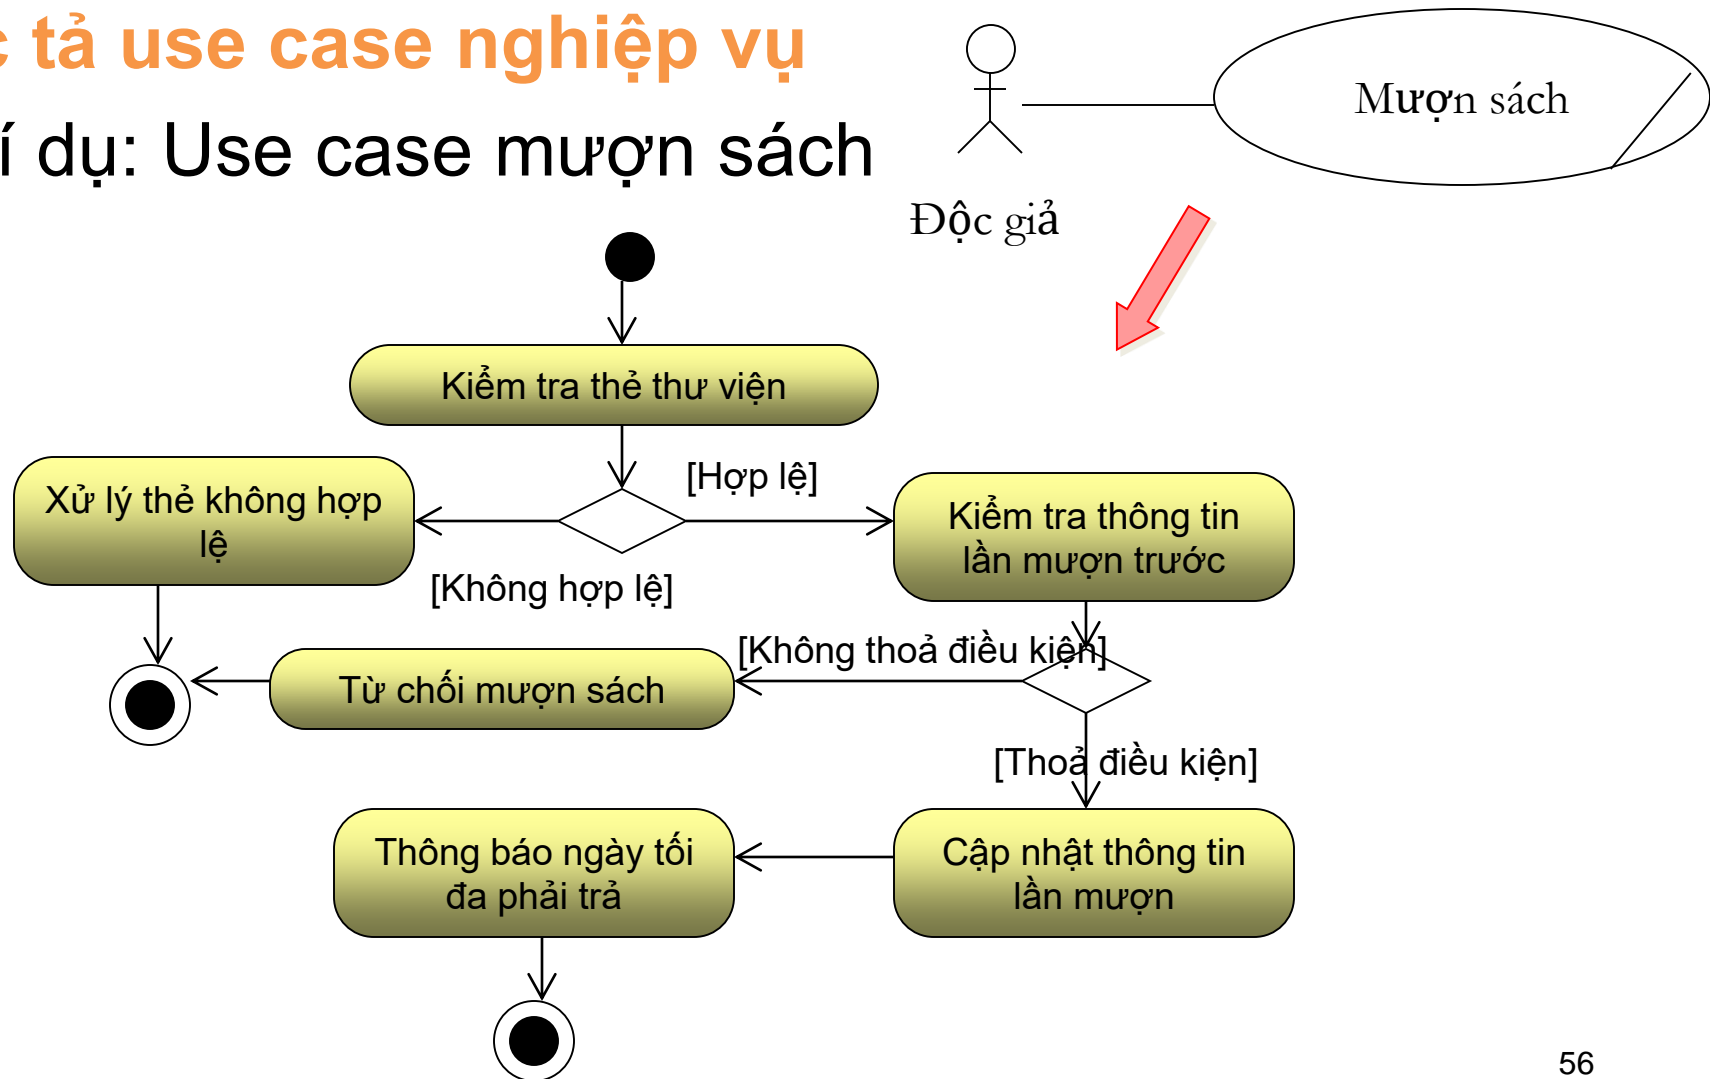 c tả use case nghiệp vụ
í dụ: Use case mượn sách
Mượn sách
Độc giả
Kiểm tra thẻ thư viện
[Hợp lệ]
Xử lý thẻ không hợp
lệ
Kiểm tra thông tin
lần mượn trước
[Không hợp lệ]
[Không thoả điều kiện]
Từ chối mượn sách
[Thoả điều kiện]
Thông báo ngày tối
đa phải trả
Cập nhật thông tin
lần mượn
56